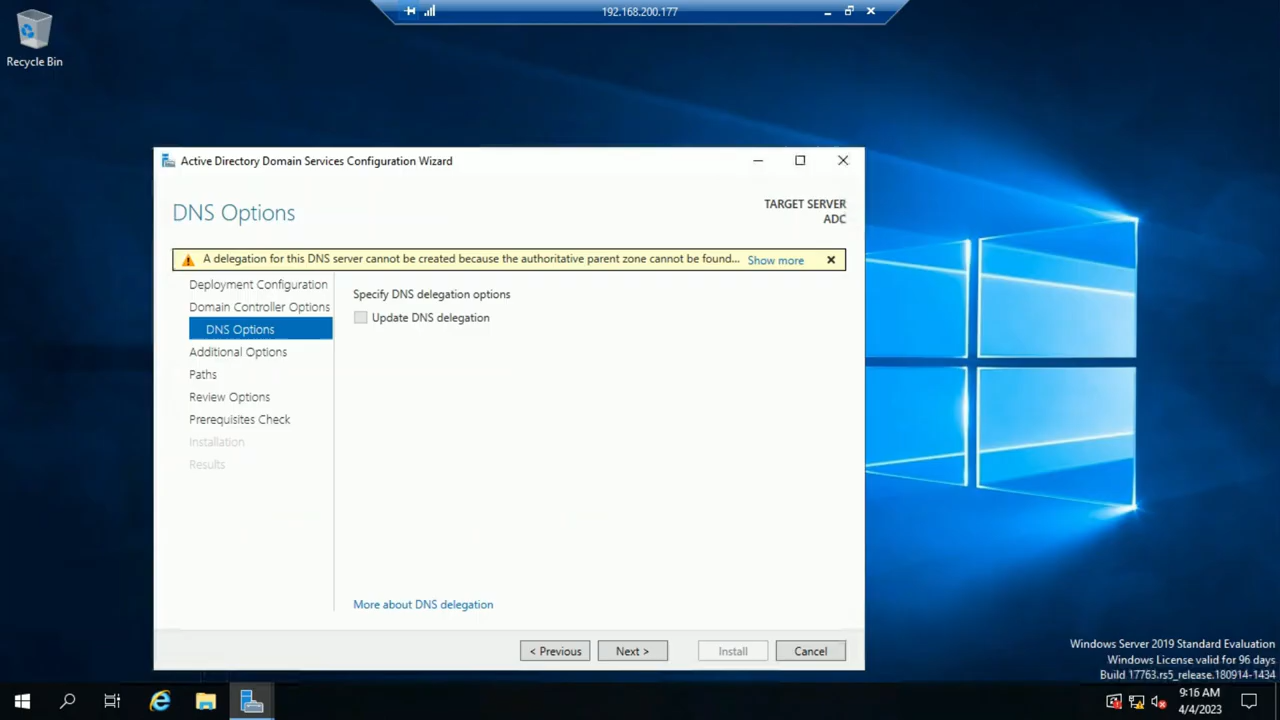 192.168.200.177
Recycle Bin
Active Directory Domain Services Configuration Wizard
DNS Options
TARGET SERVER
ADC
A delegation for this DNS server cannot be created because the authoritative parent zone cannot be found... Show more
Deployment Configuration
Domain Controller Options
DNS Options
Additional Options
Paths
Review Options
Prerequisites Check
Installation
Results
Specify DNS delegation options
Update DNS delegation
More about DNS delegation
< Previous
Next >
Install
Cancel
Windows Server 2019 Standard Evaluation
Windows License valid for 96 days
Build 17763.rs5_release.180914-1434
9:16 AM
4/4/2023